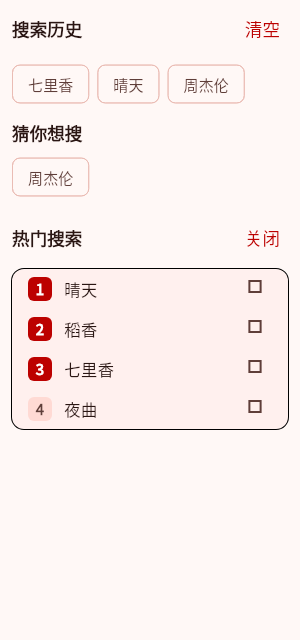 搜索历史 清空
七里香 晴天 周杰伦
猜你想搜
周杰伦
热门搜索 关闭
1 晴天
2 稻香
3 七里香
4 夜曲